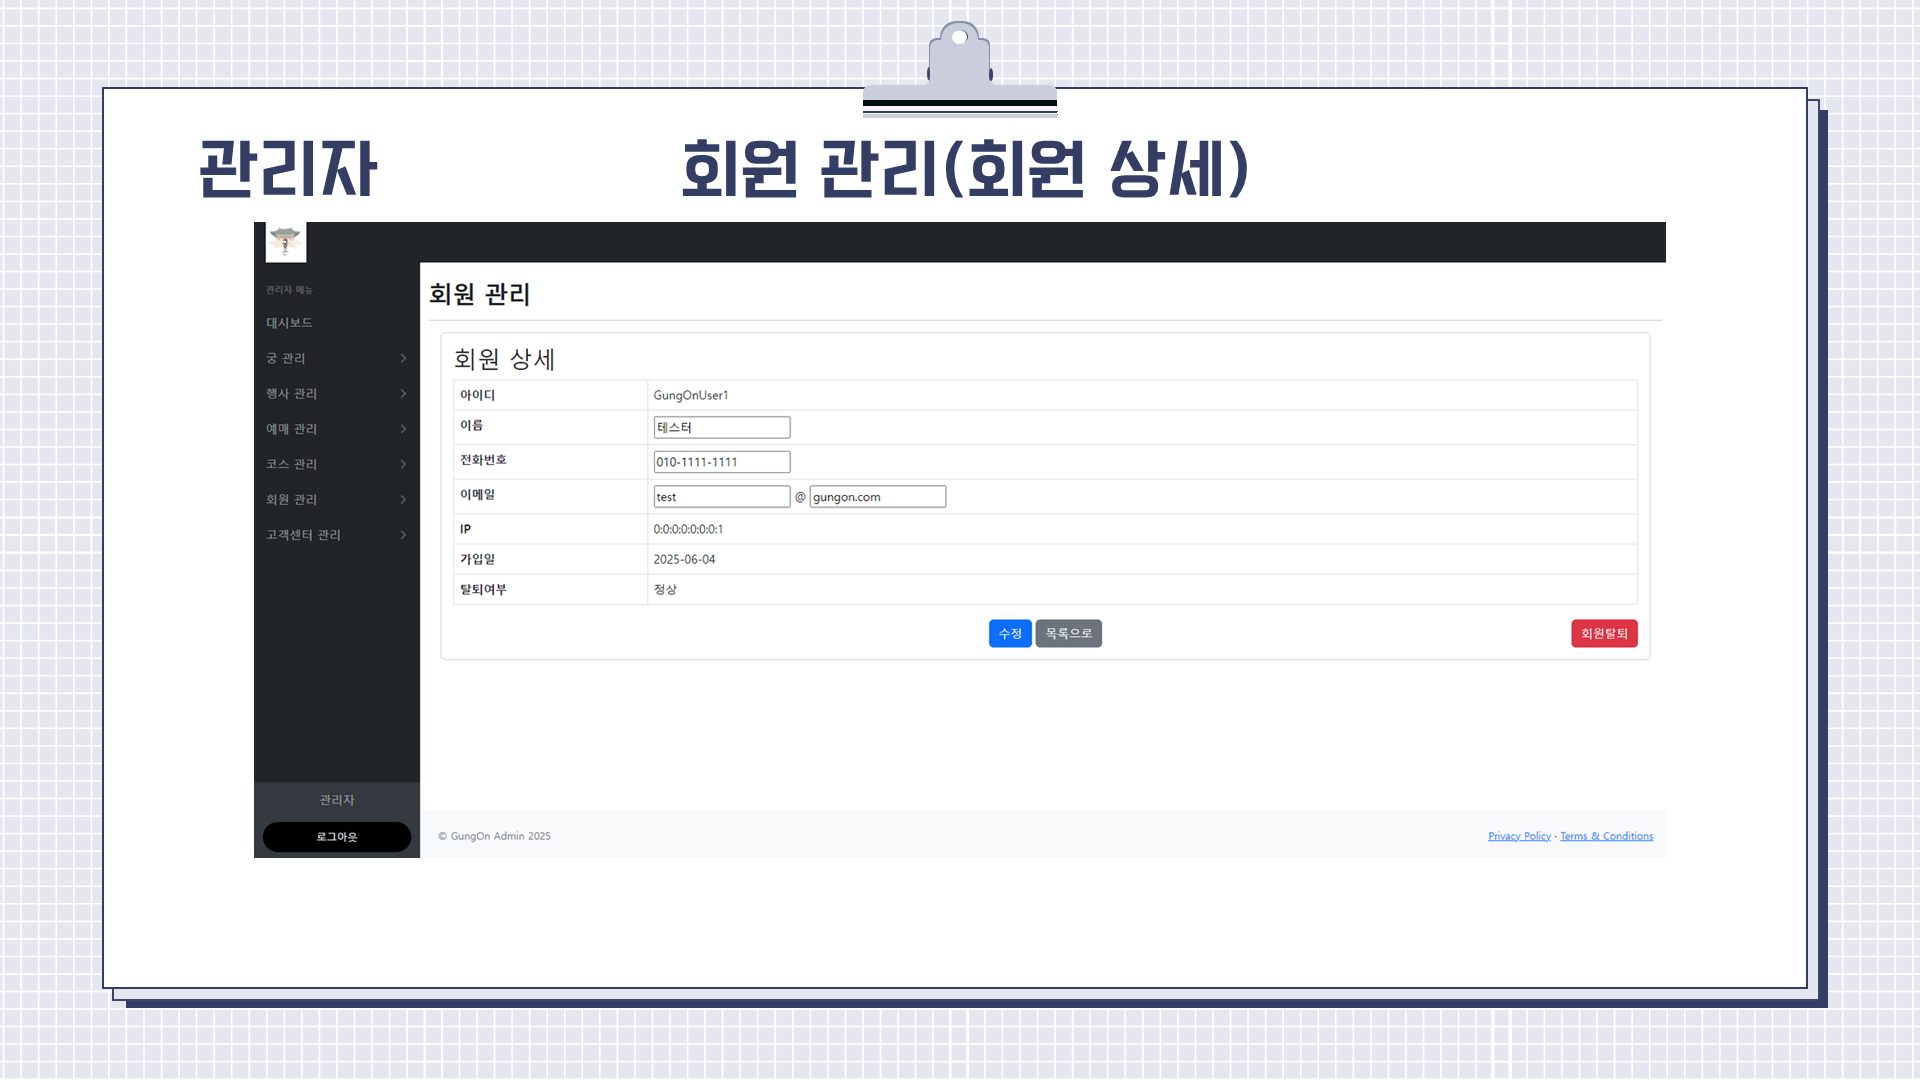 관리자 회원 관리(회원 상세)
궁온
관리자 메뉴
대시보드
궁 관리
행사 관리
예매 관리
코스 관리
회원 관리
고객센터 관리
관리자
로그아웃
회원 관리
회원 상세
아이디 GungOnUser1
이름 테스터
전화번호 010-1111-1111
이메일 test @ gungon.com
IP 0:0:0:0:0:0:0:1
가입일 2025-06-04
탈퇴여부 정상
수정 목록으로 회원탈퇴
© GungOn Admin 2025 Privacy Policy · Terms & Conditions